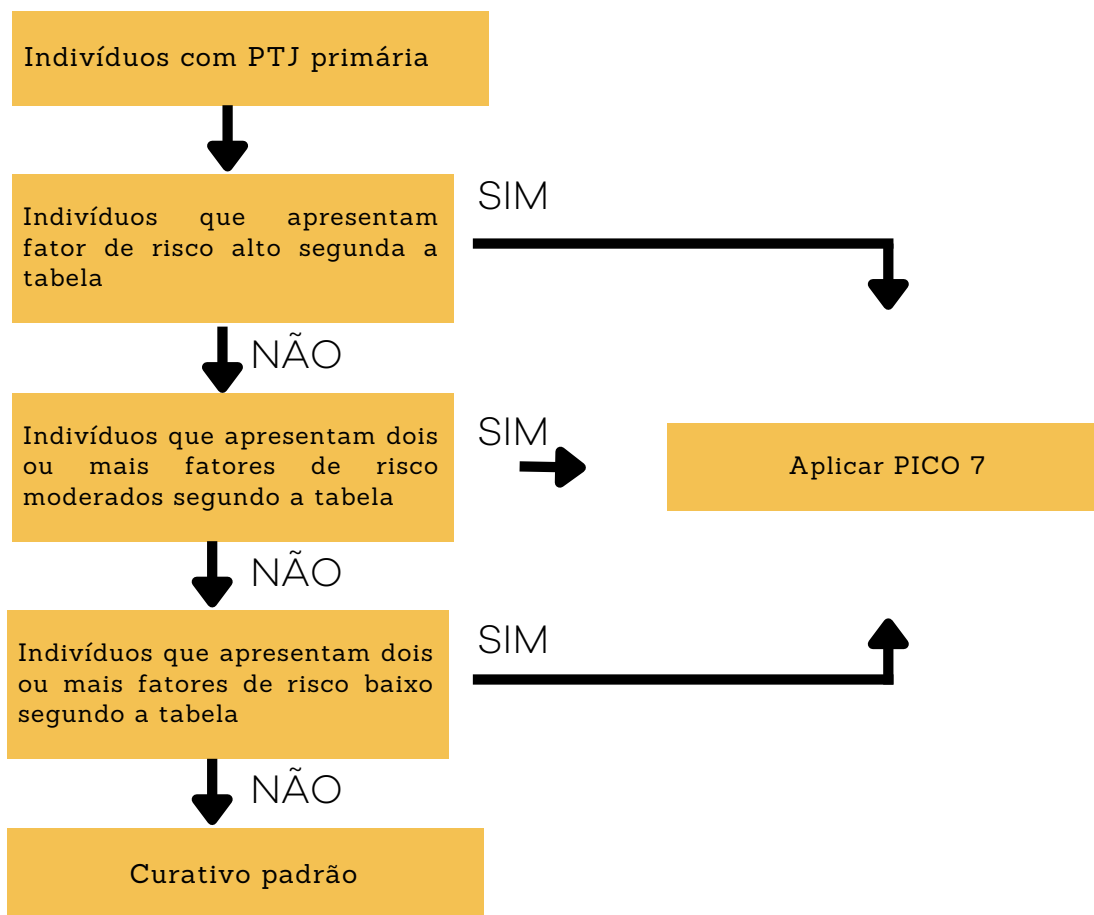 Indivíduos com PTJ primária
Indivíduos que apresentam
fator de risco alto segunda a
tabela
SIM
NÃO
Indivíduos que apresentam dois
ou mais fatores de risco
moderados segundo a tabela
SIM
Aplicar PICO 7
NÃO
Indivíduos que apresentam dois
ou mais fatores de risco baixo
segundo a tabela
SIM
NÃO
Curativo padrão